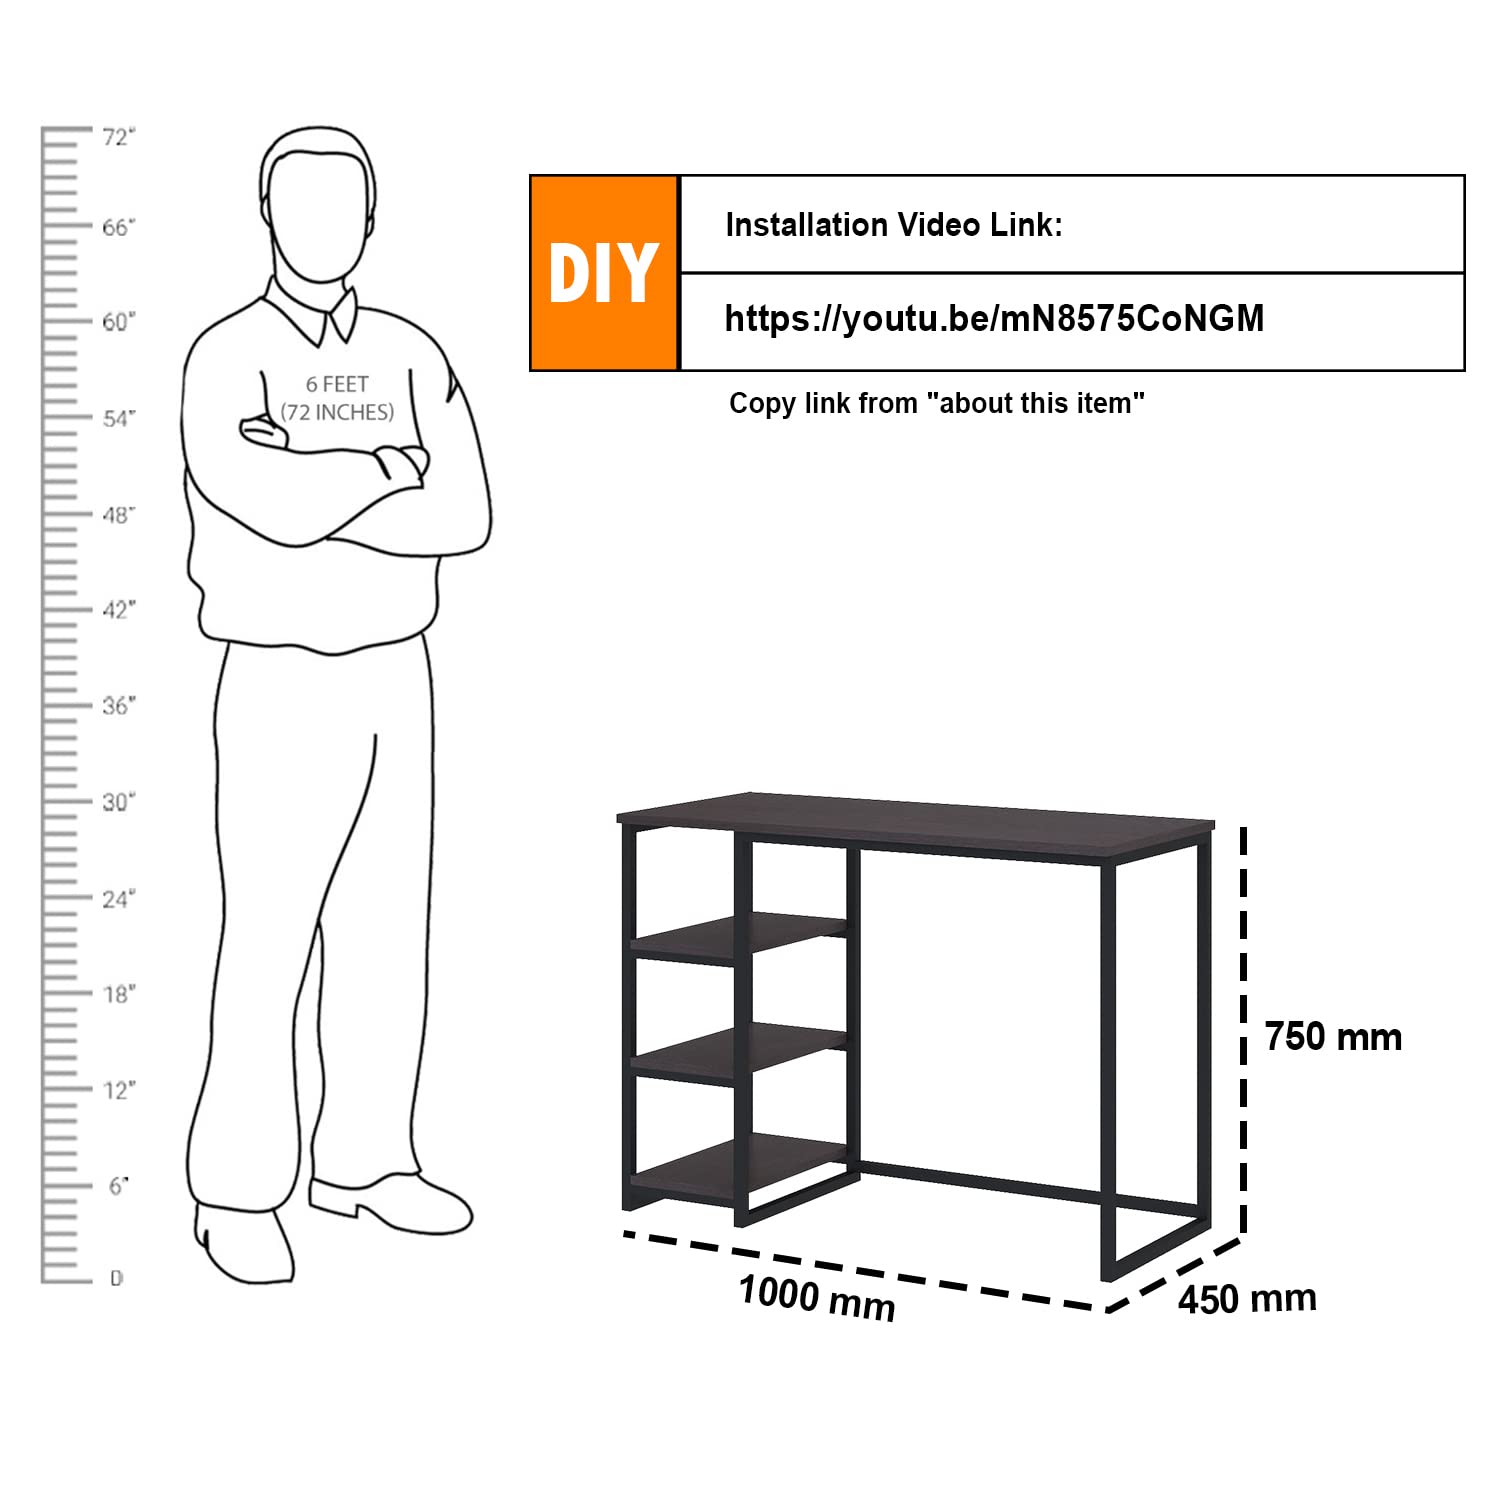 72"
66"
60"
54"
48"
42"
36"
30"
24"
18"
12"
6"
0
6 FEET
(72 INCHES)
DIY
Installation Video Link:
https://youtu.be/mN8575CoNGM
Copy link from "about this item"
750 mm
1000 mm
450 mm